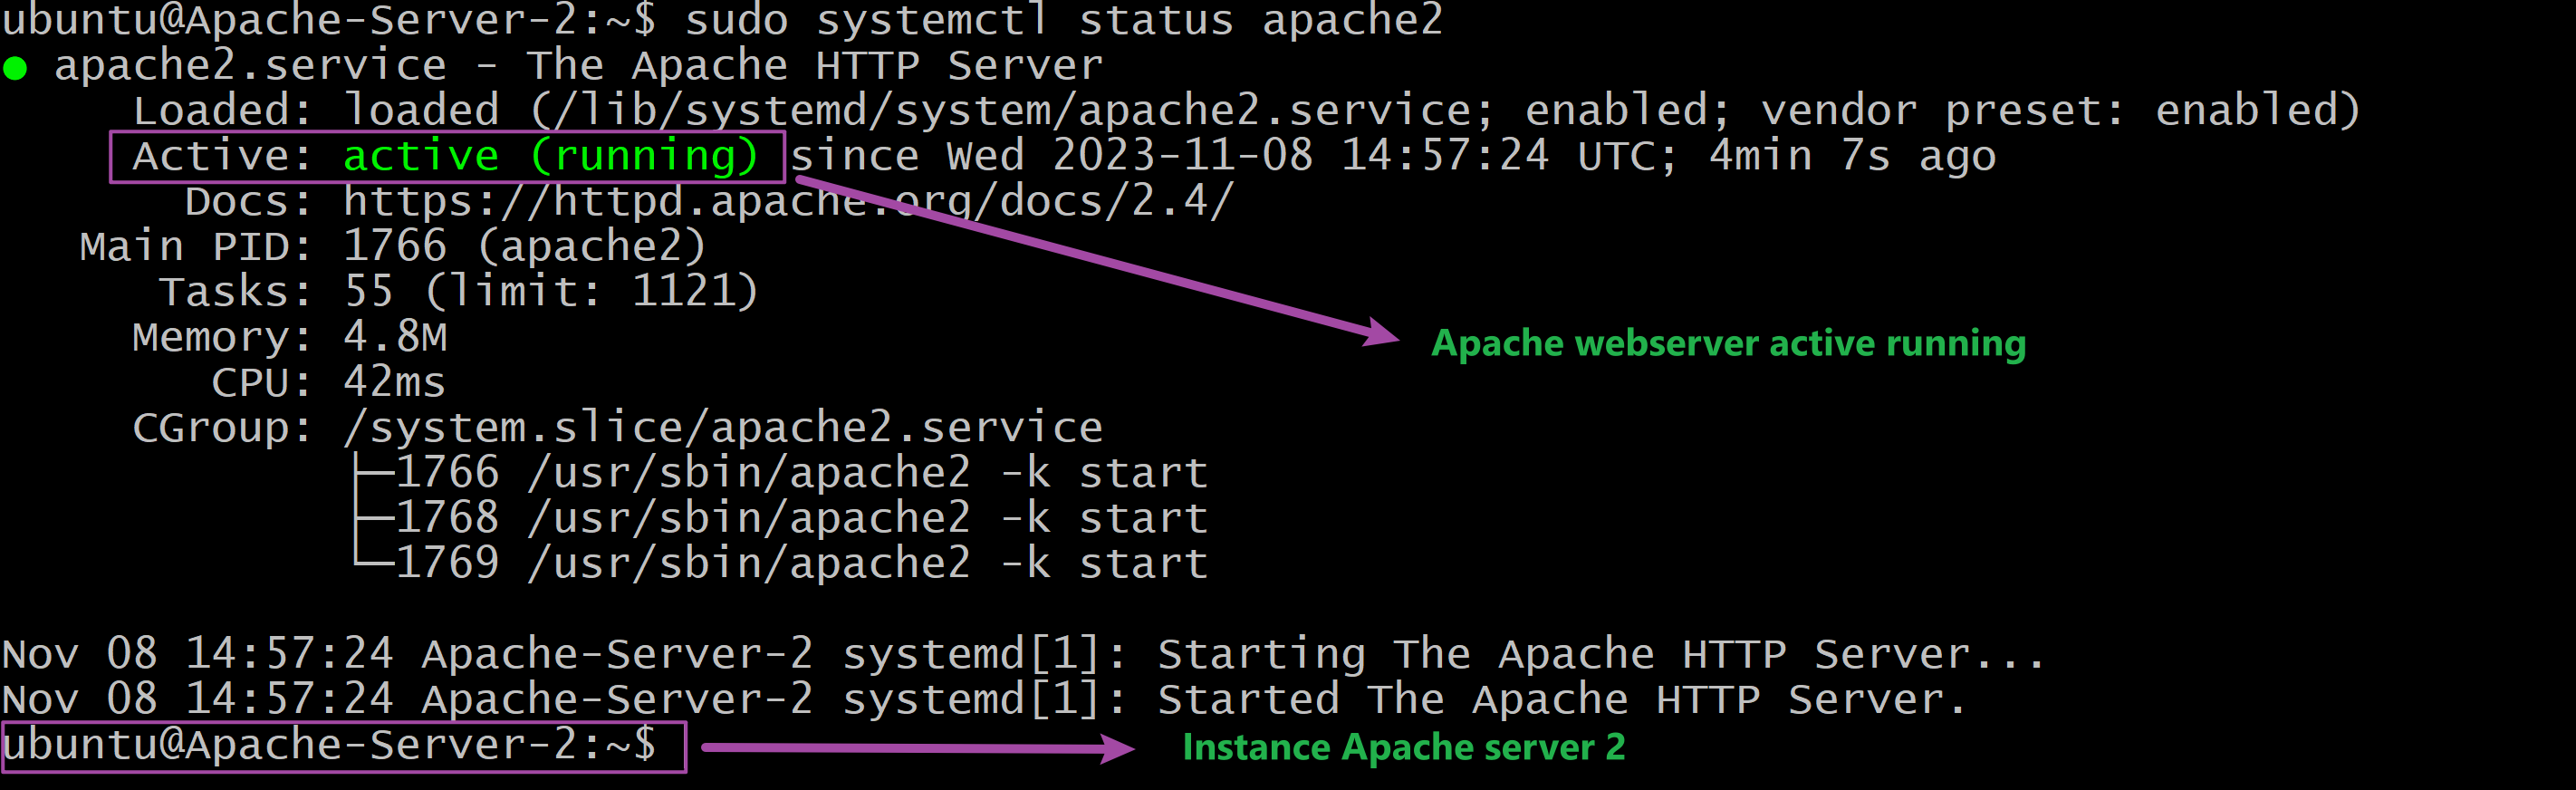 ubuntu@Apache-Server-2:~$ sudo systemctl status apache2
● apache2.service - The Apache HTTP Server
Loaded: loaded (/lib/systemd/system/apache2.service; enabled; vendor preset: enabled)
Active: active (running) since Wed 2023-11-08 14:57:24 UTC; 4min 7s ago
Docs: https://httpd.apache.org/docs/2.4/
Main PID: 1766 (apache2)
Tasks: 55 (limit: 1121)
Memory: 4.8M
Apache webserver active running
CPU: 42ms
CGroup: /system.slice/apache2.service
├─1766 /usr/sbin/apache2 -k start
├─1768 /usr/sbin/apache2 -k start
└─1769 /usr/sbin/apache2 -k start
Nov 08 14:57:24 Apache-Server-2 systemd[1]: Starting The Apache HTTP Server...
Nov 08 14:57:24 Apache-Server-2 systemd[1]: Started The Apache HTTP Server.
ubuntu@Apache-Server-2:~$
Instance Apache server 2